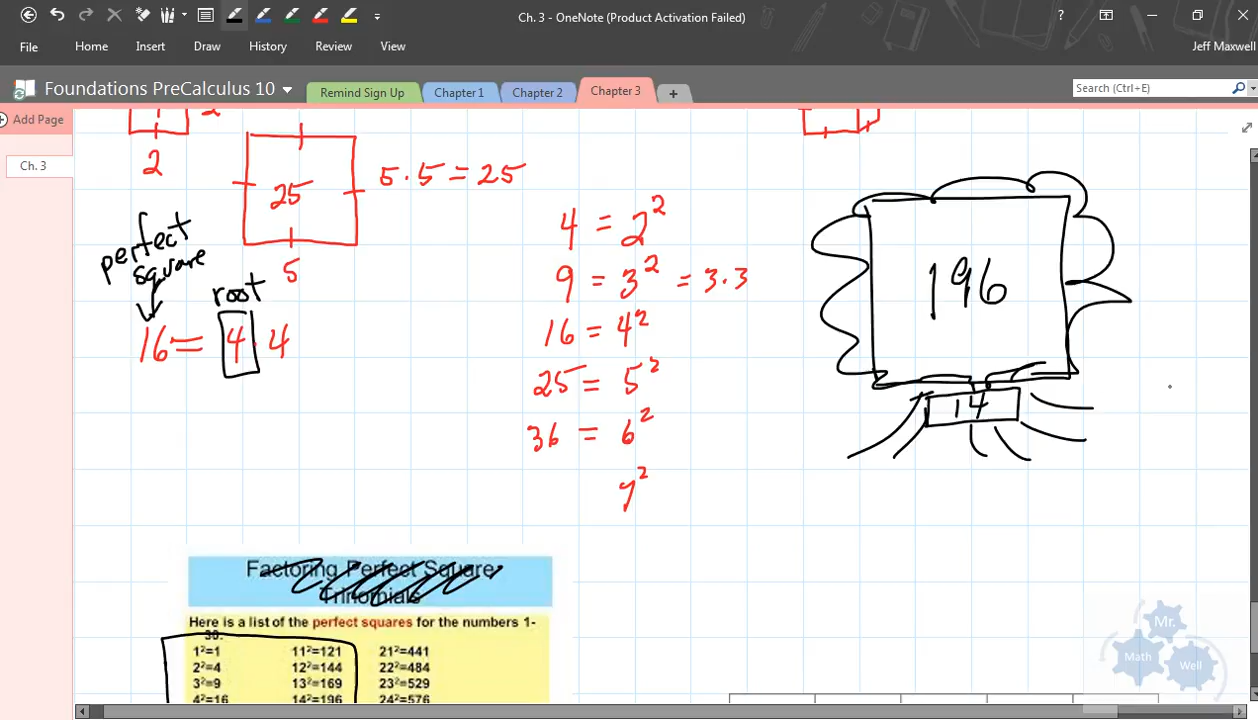 Ch. 3 - OneNote (Product Activation Failed)
?
File
Home
Insert
Draw
History
Review
View
Jeff Maxwell
Foundations PreCalculus 10
Remind Sign Up
Chapter 1
Chapter 2
Chapter 3
Search (Ctrl+E)
Add Page
Ch. 3
2
2
25
5 · 5 = 25
5
perfect
square
root
16 = 4 · 4
4 = 2²
9 = 3² = 3 · 3
16 = 4²
25 = 5²
36 = 6²
7²
196
14
Factoring Perfect Square
Trinomials
Here is a list of the perfect squares for the numbers 1-
30.
1²=1 11²=121 21²=441
2²=4 12²=144 22²=484
3²=9 13²=169 23²=529
4²=16 14²=196 24²=576
Mr.
Math
Well